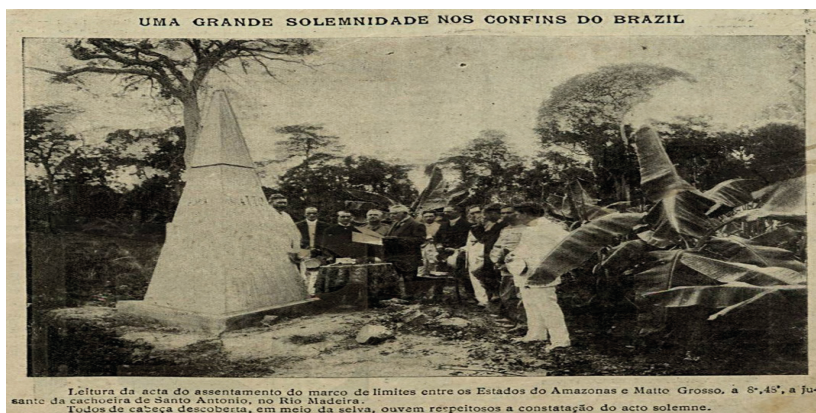 UMA GRANDE SOLEMNIDADE NOS CONFINS DO BRAZIL
Leitura da acta do assentamento do marco de limites entre os Estados do Amazonas e Matto Grosso, a 8°,48', a ju-
sante da cachoeira de Santo Antonio, no Rio Madeira.
Todos de cabeça descoberta, em meio da selva, ouvem respeitosos a constatação do acto solemne.